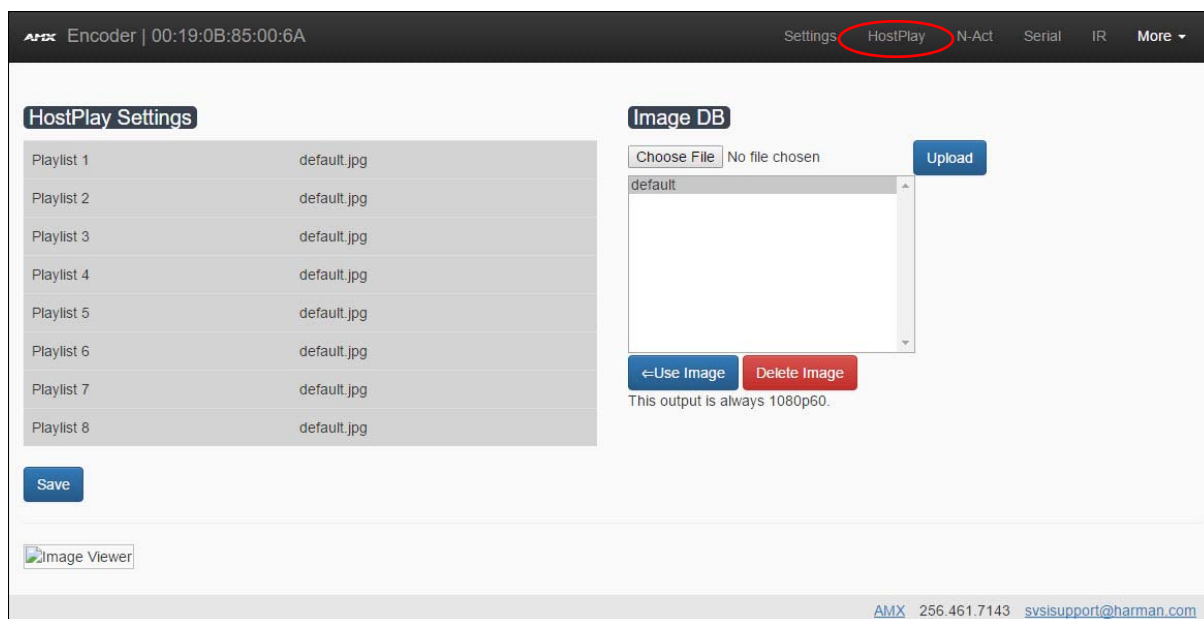 AMX Encoder | 00:19:0B:85:00:6A Settings HostPlay N-Act Serial IR More
HostPlay Settings
Playlist 1 default.jpg
Playlist 2 default.jpg
Playlist 3 default.jpg
Playlist 4 default.jpg
Playlist 5 default.jpg
Playlist 6 default.jpg
Playlist 7 default.jpg
Playlist 8 default.jpg
Save
Image DB
Choose File No file chosen Upload
default
⇐Use Image Delete Image
This output is always 1080p60.
Image Viewer
AMX 256.461.7143 svsisupport@harman.com